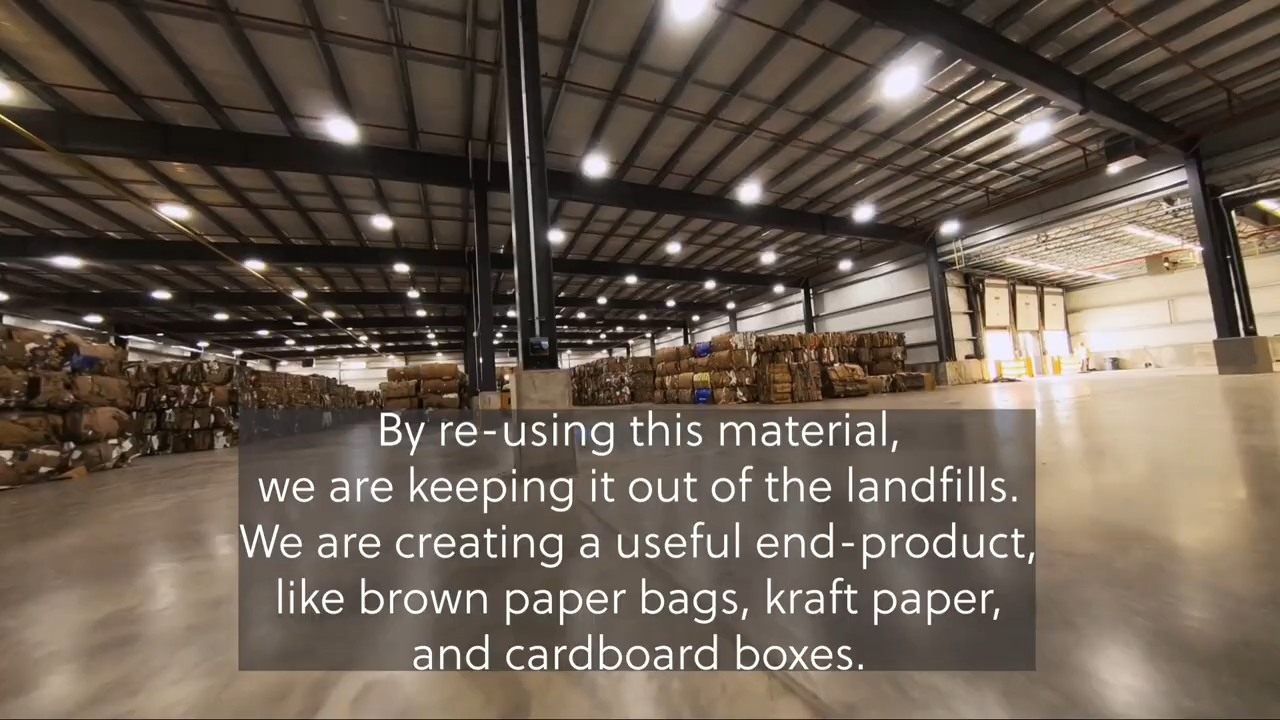 By re-using this material,
we are keeping it out of the landfills.
We are creating a useful end-product,
like brown paper bags, kraft paper,
and cardboard boxes.